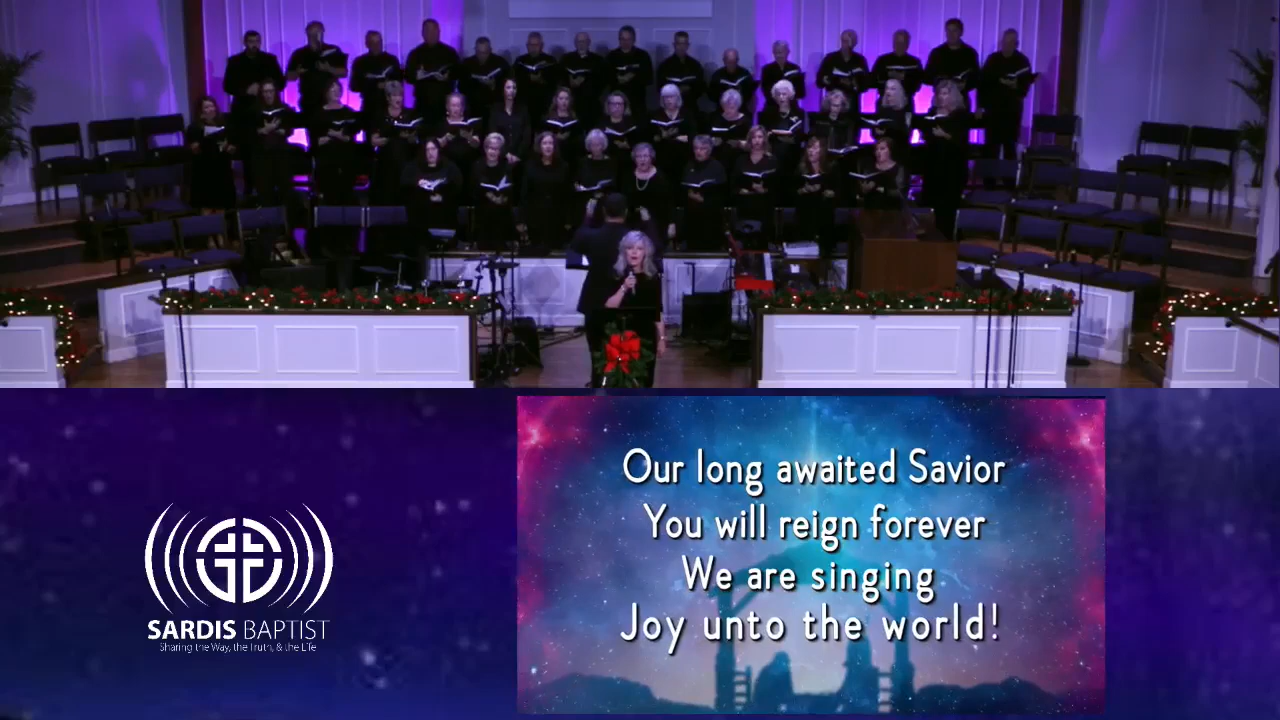 Our long awaited Savior
You will reign forever
We are singing
Joy unto the world!
SARDIS BAPTIST
Sharing the Way, the Truth, & the Life